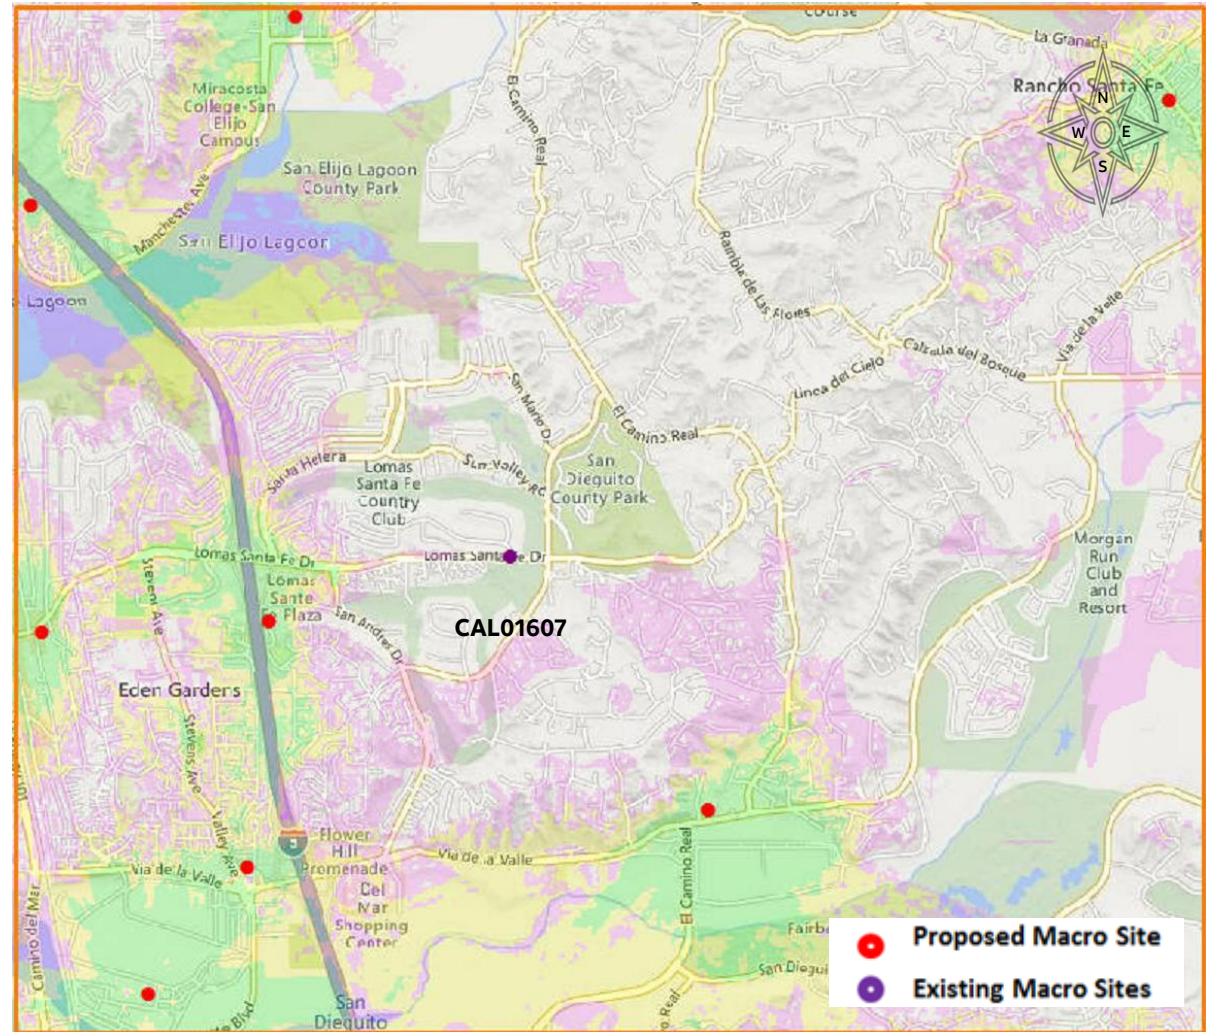 Course
La Granada
Rancho Santa Fe
N
W
E
S
Miracosta
College-San
Elijo
Campus
El Camino Real
San Elijo Lagoon
County Park
Manchester Ave
San Elijo Lagoon
Lagoon
Rambla de Las Flores
Via de la Valle
Calzada del Bosque
Linea del Cielo
San Mario Dr
El Camino Real
Santa Helena
Lomas
Santa Fe
Country
Club
Sun Valley Rd
San
Dieguito
County Park
Lomas Santa Fe Dr
Lomas Santa Fe Dr
Morgan
Run
Club
and
Resort
Stevens Ave
Lomas
Sante
Fe Plaza
San Andres Dr
CAL01607
Eden Gardens
Stevens Ave
Valley Ave
Flower
Hill
Promenade
5
Via de la Valle
Via de la Valle
El Camino Real
Del
Mar
Shopping
Center
Camino del Mar
Fairb
San Diegui
San
Dieguito
Blvd
o Real
Proposed Macro Site
Existing Macro Sites